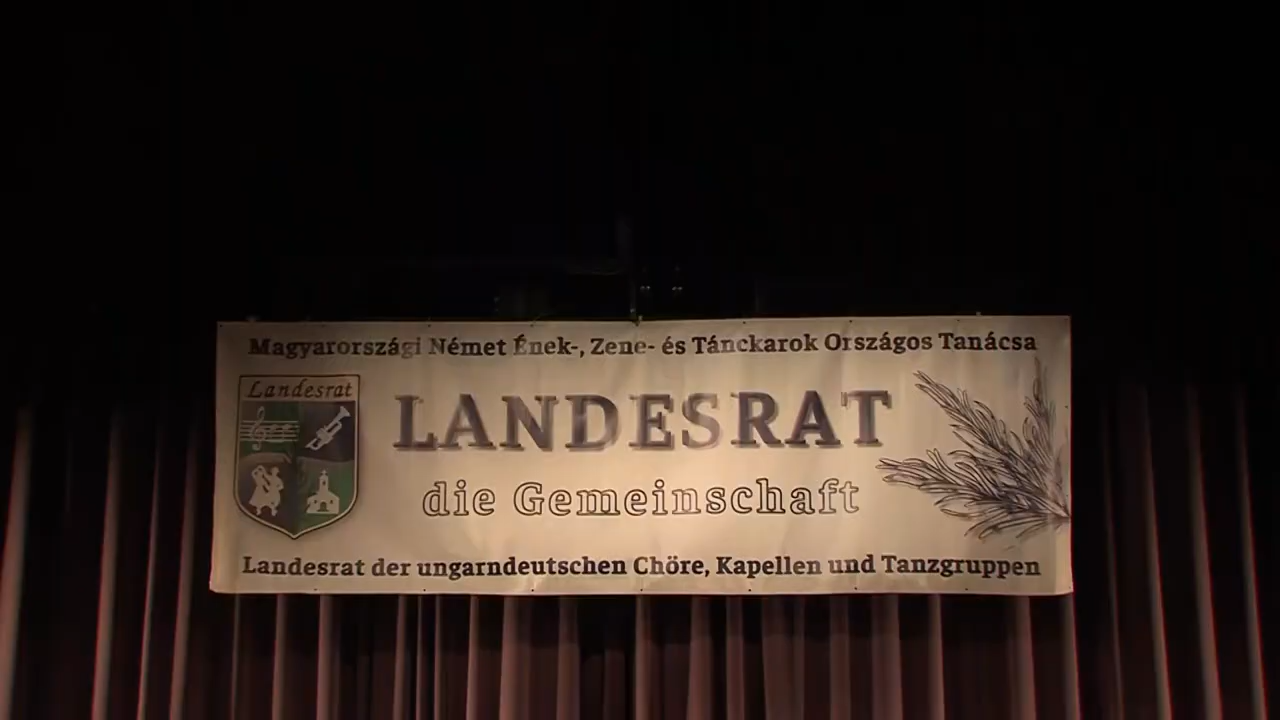 Magyarországi Német Ének-, Zene- és Tánckarok Országos Tanácsa
Landesrat
LANDESRAT
die Gemeinschaft
Landesrat der ungarndeutschen Chöre, Kapellen und Tanzgruppen